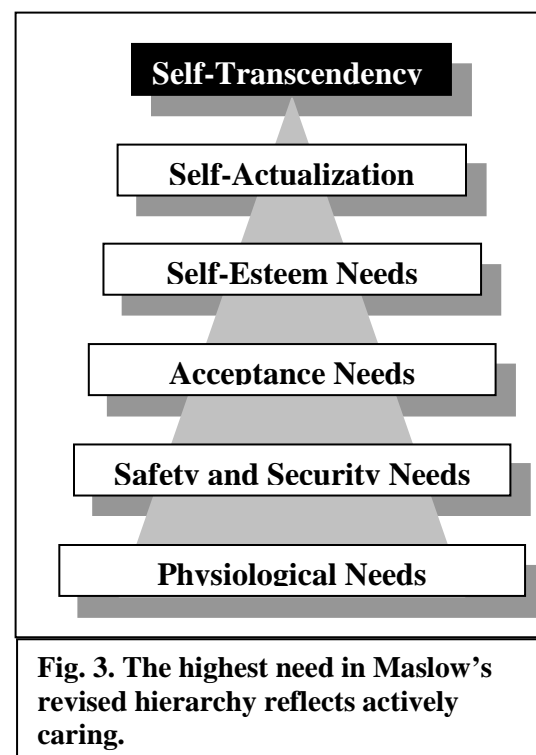 Self-Transcendency
Self-Actualization
Self-Esteem Needs
Acceptance Needs
Safety and Security Needs
Physiological Needs
Fig. 3. The highest need in Maslow's
revised hierarchy reflects actively
caring.